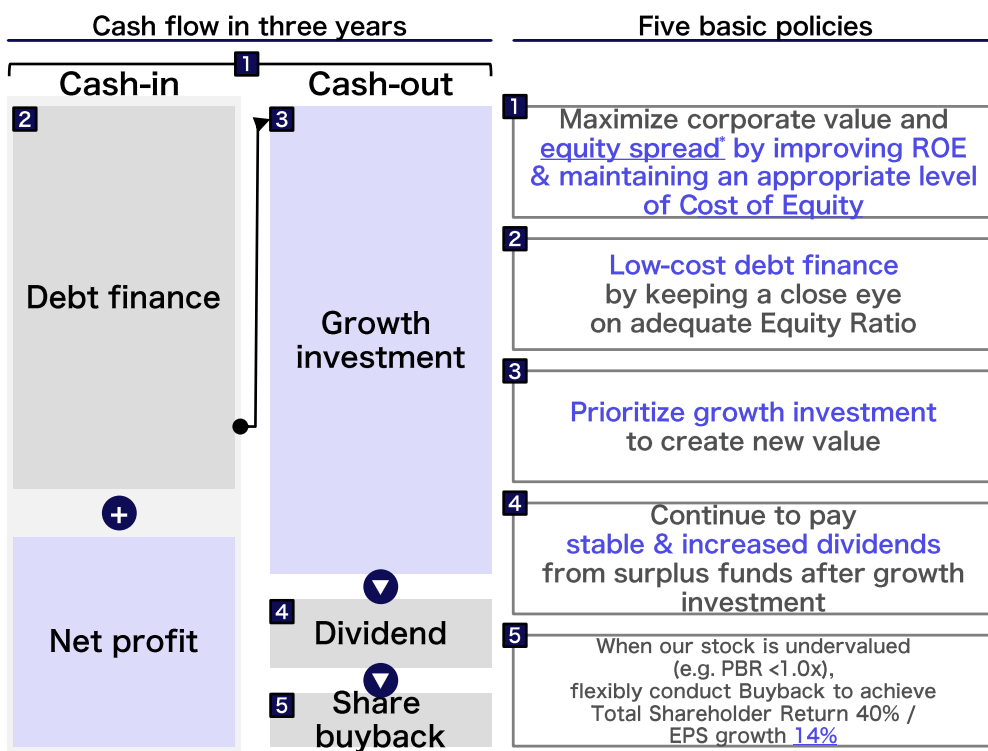 Cash flow in three years
1
Cash-in
Cash-out
2
Debt finance
+
Net profit
3
Growth
investment
4
Dividend
5
Share
buyback
Five basic policies
1
Maximize corporate value and
equity spread* by improving ROE
& maintaining an appropriate level
of Cost of Equity
2
Low-cost debt finance
by keeping a close eye
on adequate Equity Ratio
3
Prioritize growth investment
to create new value
4
Continue to pay
stable & increased dividends
from surplus funds after growth
investment
5
When our stock is undervalued
(e.g. PBR <1.0x),
flexibly conduct Buyback to achieve
Total Shareholder Return 40% /
EPS growth 14%